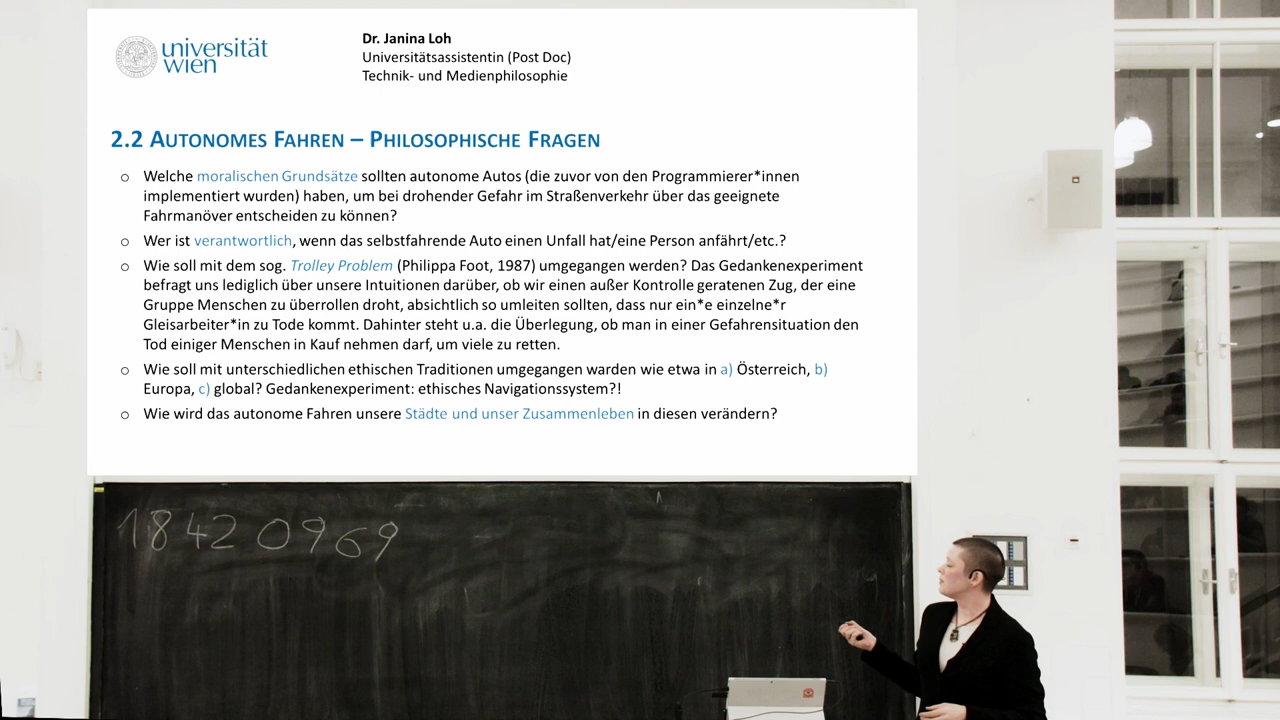 universität
wien
Dr. Janina Loh
Universitätsassistentin (Post Doc)
Technik- und Medienphilosophie
2.2 Autonomes Fahren – Philosophische Fragen
○ Welche moralischen Grundsätze sollten autonome Autos (die zuvor von den Programmierer*innen
implementiert wurden) haben, um bei drohender Gefahr im Straßenverkehr über das geeignete
Fahrmanöver entscheiden zu können?
○ Wer ist verantwortlich, wenn das selbstfahrende Auto einen Unfall hat/eine Person anfährt/etc.?
○ Wie soll mit dem sog. Trolley Problem (Philippa Foot, 1987) umgegangen werden? Das Gedankenexperiment
befragt uns lediglich über unsere Intuitionen darüber, ob wir einen außer Kontrolle geratenen Zug, der eine
Gruppe Menschen zu überrollen droht, absichtlich so umleiten sollten, dass nur ein*e einzelne*r
Gleisarbeiter*in zu Tode kommt. Dahinter steht u.a. die Überlegung, ob man in einer Gefahrensituation den
Tod einiger Menschen in Kauf nehmen darf, um viele zu retten.
○ Wie soll mit unterschiedlichen ethischen Traditionen umgegangen warden wie etwa in a) Österreich, b)
Europa, c) global? Gedankenexperiment: ethisches Navigationssystem?!
○ Wie wird das autonome Fahren unsere Städte und unser Zusammenleben in diesen verändern?
18420969